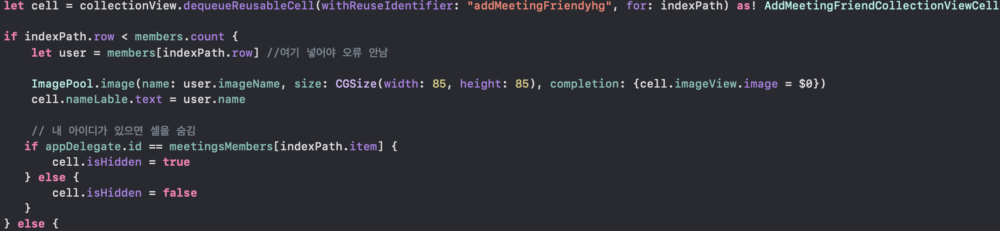 let cell = collectionView.dequeueReusableCell(withReuseIdentifier: "addMeetingFriendyhg", for: indexPath) as! AddMeetingFriendCollectionViewCell
if indexPath.row < members.count {
let user = members[indexPath.row] //여기 넣어야 오류 안남
ImagePool.image(name: user.imageName, size: CGSize(width: 85, height: 85), completion: {cell.imageView.image = $0})
cell.nameLable.text = user.name
// 내 아이디가 있으면 셀을 숨김
if appDelegate.id == meetingsMembers[indexPath.item] {
cell.isHidden = true
} else {
cell.isHidden = false
}
} else {